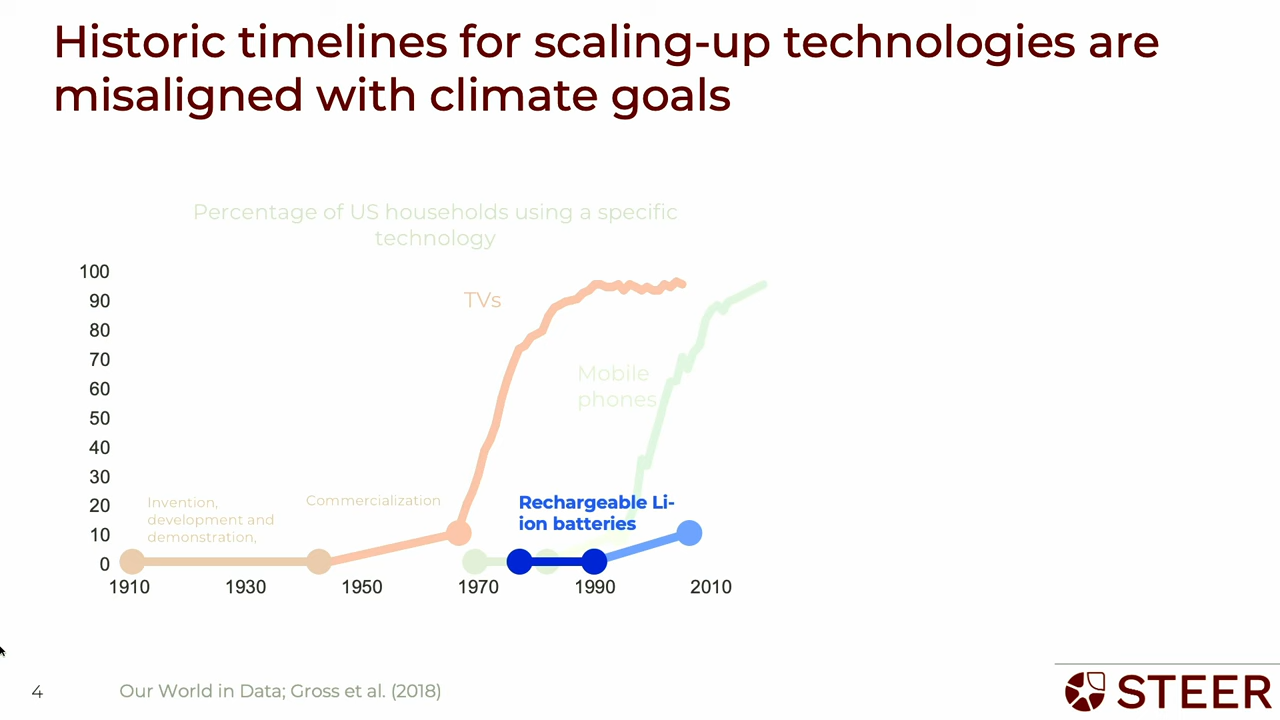 Historic timelines for scaling-up technologies are
misaligned with climate goals
Percentage of US households using a specific
technology
100
90
80
70
60
50
40
30
20
10
0
TVs
Mobile
phones
Invention,
development and
demonstration,
Commercialization
Rechargeable Li-
ion batteries
1910 1930 1950 1970 1990 2010
4
Our World in Data; Gross et al. (2018)
STEER